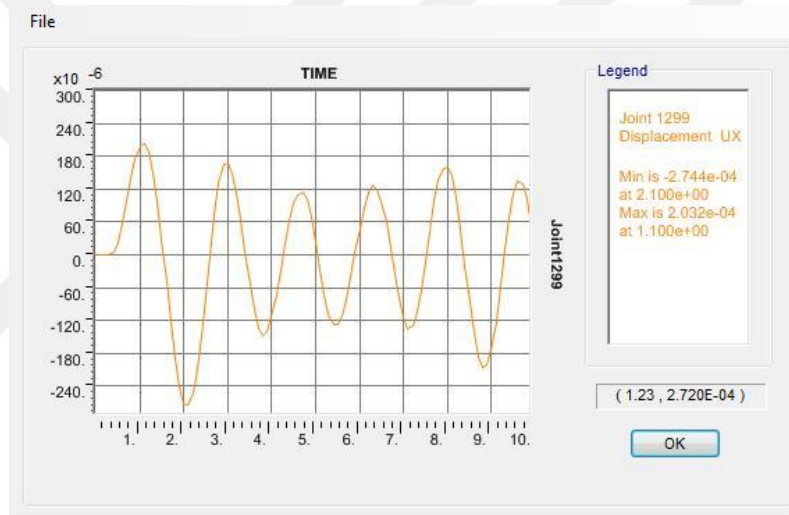 File
x10 -6
TIME
300.
240.
180.
120.
60.
0.
-60.
-120.
-180.
-240.
1. 2. 3. 4. 5. 6. 7. 8. 9. 10.
Joint1299
Legend
Joint 1299
Displacement UX
Min is -2.744e-04
at 2.100e+00
Max is 2.032e-04
at 1.100e+00
( 1.23 , 2.720E-04 )
OK